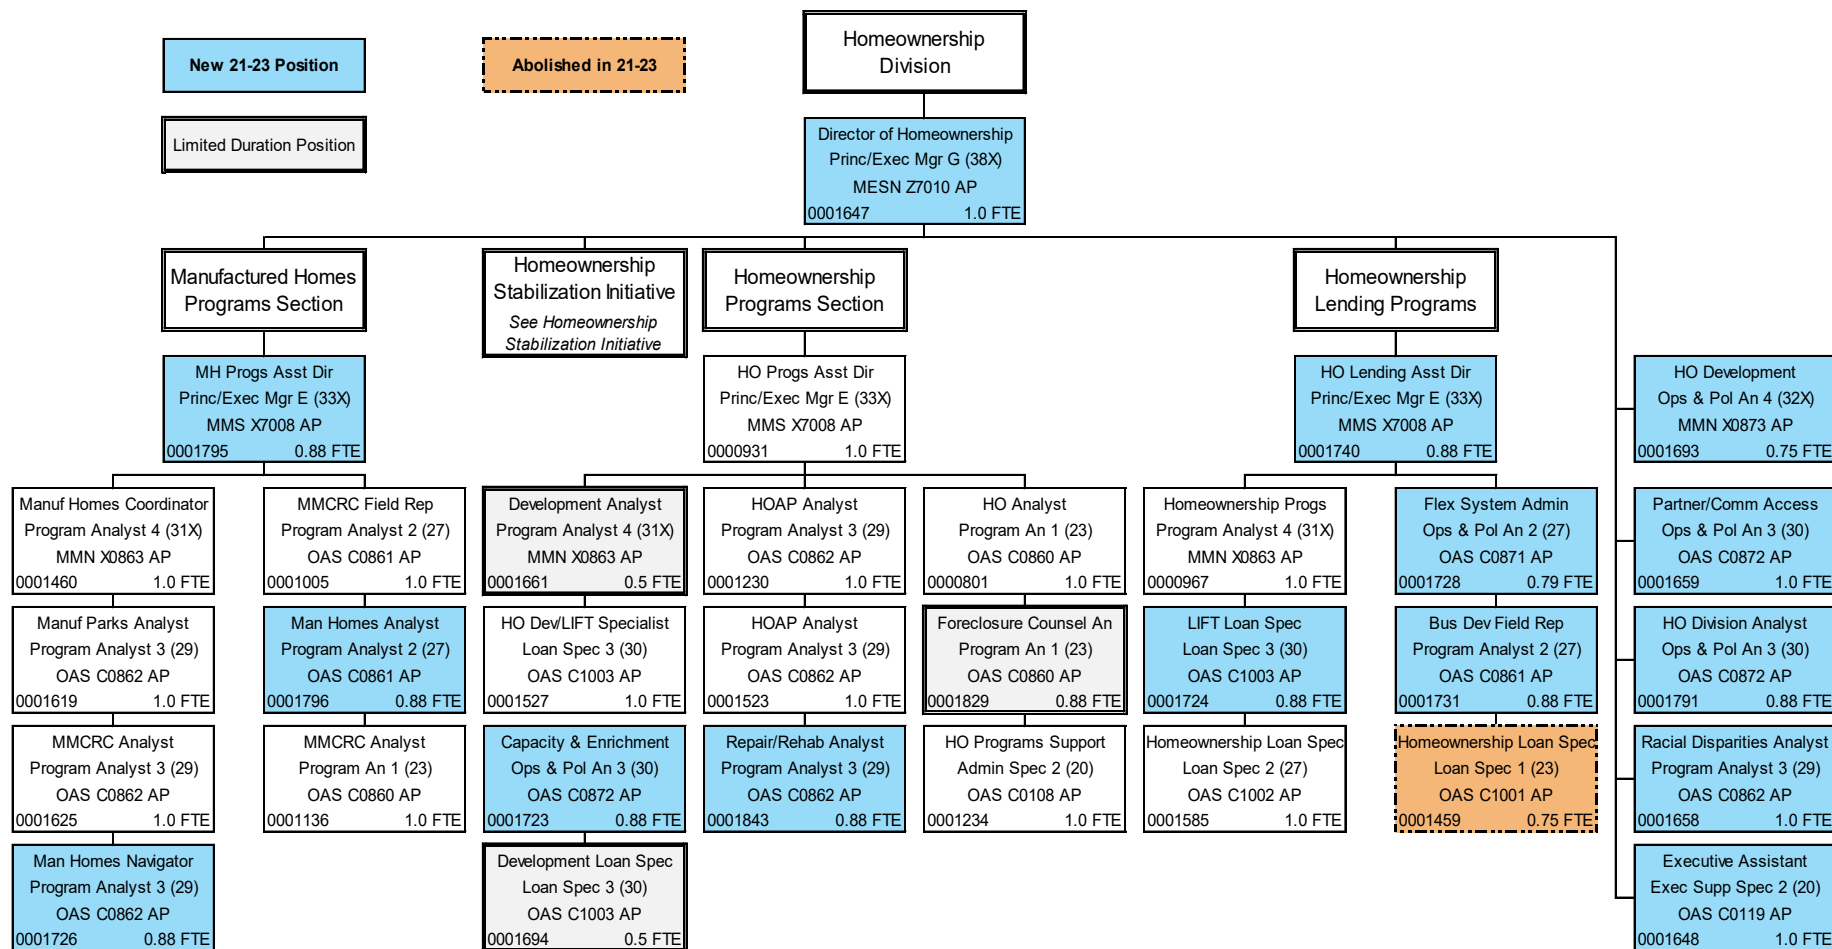 New 21-23 Position
Abolished in 21-23
Limited Duration Position
Homeownership
Division
Director of Homeownership
Princ/Exec Mgr G (38X)
MESN Z7010 AP
0001647 1.0 FTE
Manufactured Homes
Programs Section
Homeownership
Stabilization Initiative
See Homeownership
Stabilization Initiative
Homeownership
Programs Section
Homeownership
Lending Programs
MH Progs Asst Dir
Princ/Exec Mgr E (33X)
MMS X7008 AP
0001795 0.88 FTE
HO Progs Asst Dir
Princ/Exec Mgr E (33X)
MMS X7008 AP
0000931 1.0 FTE
HO Lending Asst Dir
Princ/Exec Mgr E (33X)
MMS X7008 AP
0001740 0.88 FTE
HO Development
Ops & Pol An 4 (32X)
MMN X0873 AP
0001693 0.75 FTE
Manuf Homes Coordinator
Program Analyst 4 (31X)
MMN X0863 AP
0001460 1.0 FTE
MMCRC Field Rep
Program Analyst 2 (27)
OAS C0861 AP
0001005 1.0 FTE
Development Analyst
Program Analyst 4 (31X)
MMN X0863 AP
0001661 0.5 FTE
HOAP Analyst
Program Analyst 3 (29)
OAS C0862 AP
0001230 1.0 FTE
HO Analyst
Program An 1 (23)
OAS C0860 AP
0000801 1.0 FTE
Homeownership Progs
Program Analyst 4 (31X)
MMN X0863 AP
0000967 1.0 FTE
Flex System Admin
Ops & Pol An 2 (27)
OAS C0871 AP
0001728 0.79 FTE
Partner/Comm Access
Ops & Pol An 3 (30)
OAS C0872 AP
0001659 1.0 FTE
Manuf Parks Analyst
Program Analyst 3 (29)
OAS C0862 AP
0001619 1.0 FTE
Man Homes Analyst
Program Analyst 2 (27)
OAS C0861 AP
0001796 0.88 FTE
HO Dev/LIFT Specialist
Loan Spec 3 (30)
OAS C1003 AP
0001527 1.0 FTE
HOAP Analyst
Program Analyst 3 (29)
OAS C0862 AP
0001523 1.0 FTE
Foreclosure Counsel An
Program An 1 (23)
OAS C0860 AP
0001829 0.88 FTE
LIFT Loan Spec
Loan Spec 3 (30)
OAS C1003 AP
0001724 0.88 FTE
Bus Dev Field Rep
Program Analyst 2 (27)
OAS C0861 AP
0001731 0.88 FTE
HO Division Analyst
Ops & Pol An 3 (30)
OAS C0872 AP
0001791 0.88 FTE
MMCRC Analyst
Program Analyst 3 (29)
OAS C0862 AP
0001625 1.0 FTE
MMCRC Analyst
Program An 1 (23)
OAS C0860 AP
0001136 1.0 FTE
Capacity & Enrichment
Ops & Pol An 3 (30)
OAS C0872 AP
0001723 0.88 FTE
Repair/Rehab Analyst
Program Analyst 3 (29)
OAS C0862 AP
0001843 0.88 FTE
HO Programs Support
Admin Spec 2 (20)
OAS C0108 AP
0001234 1.0 FTE
Homeownership Loan Spec
Loan Spec 2 (27)
OAS C1002 AP
0001585 1.0 FTE
Homeownership Loan Spec
Loan Spec 1 (23)
OAS C1001 AP
0001459 0.75 FTE
Racial Disparities Analyst
Program Analyst 3 (29)
OAS C0862 AP
0001658 1.0 FTE
Man Homes Navigator
Program Analyst 3 (29)
OAS C0862 AP
0001726 0.88 FTE
Development Loan Spec
Loan Spec 3 (30)
OAS C1003 AP
0001694 0.5 FTE
Executive Assistant
Exec Supp Spec 2 (20)
OAS C0119 AP
0001648 1.0 FTE